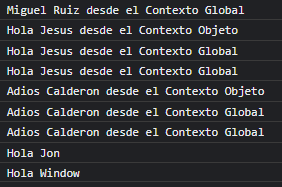 Miguel Ruiz desde el Contexto Global
Hola Jesus desde el Contexto Objeto
Hola Jesus desde el Contexto Global
Hola Jesus desde el Contexto Global
Adios Calderon desde el Contexto Objeto
Adios Calderon desde el Contexto Global
Adios Calderon desde el Contexto Global
Hola Jon
Hola Window